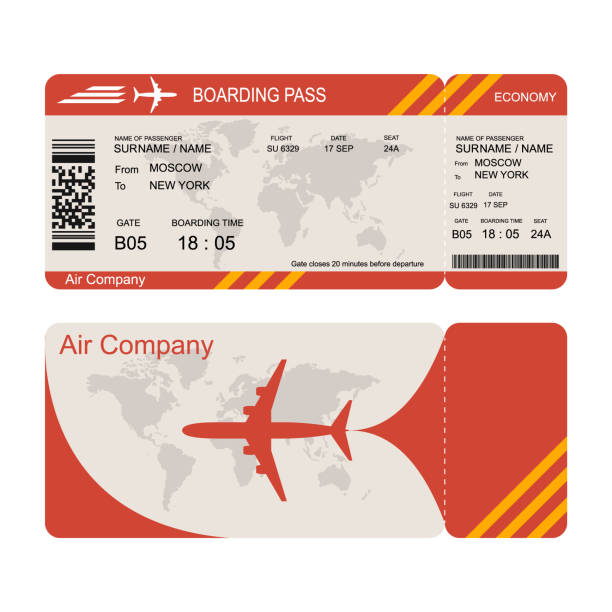 BOARDING PASS
ECONOMY
NAME OF PASSENGER
SURNAME / NAME
From MOSCOW
To NEW YORK
FLIGHT DATE SEAT
SU 6329 17 SEP 24A
GATE BOARDING TIME
B05 18 : 05
Gate closes 20 minutes before departure
Air Company
NAME OF PASSENGER
SURNAME / NAME
From MOSCOW
To NEW YORK
FLIGHT DATE
SU 6329 17 SEP
GATE BOARDING TIME SEAT
B05 18 : 05 24A
Air Company